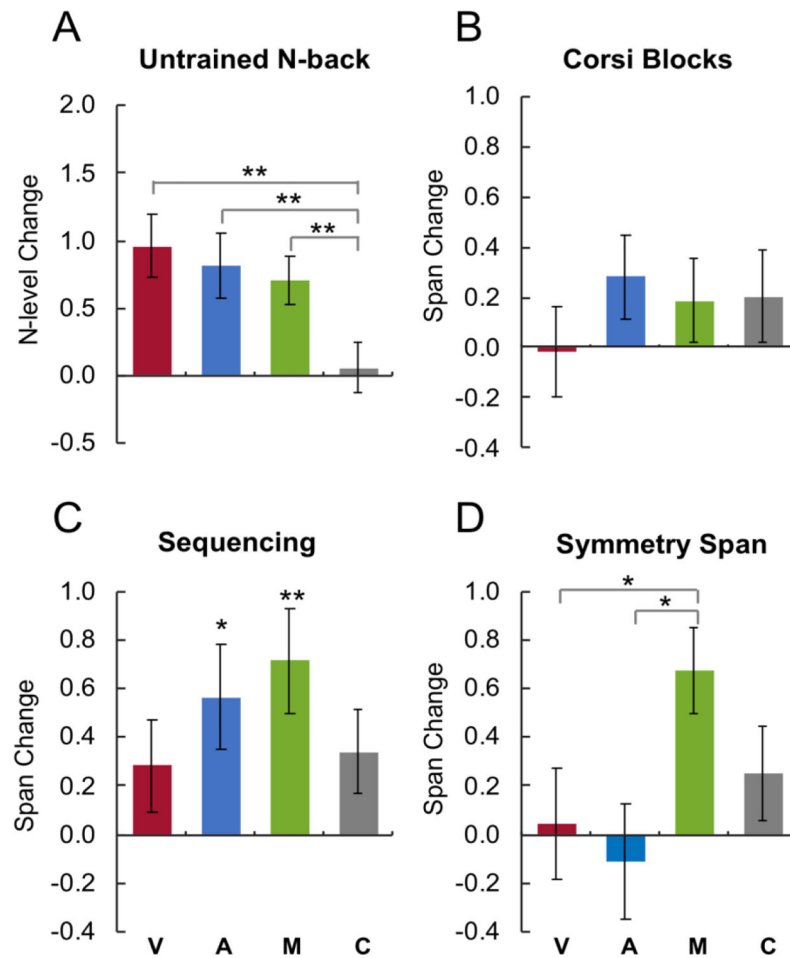 A
Untrained N-back
N-level Change
2.0
1.5
1.0
0.5
0.0
-0.5
**
**
**
B
Corsi Blocks
Span Change
1.0
0.8
0.6
0.4
0.2
0.0
-0.2
-0.4
C
Sequencing
Span Change
1.0
0.8
0.6
0.4
0.2
0.0
-0.2
-0.4
*
**
V A M C
D
Symmetry Span
Span Change
1.0
0.8
0.6
0.4
0.2
0.0
-0.2
-0.4
*
*
V A M C